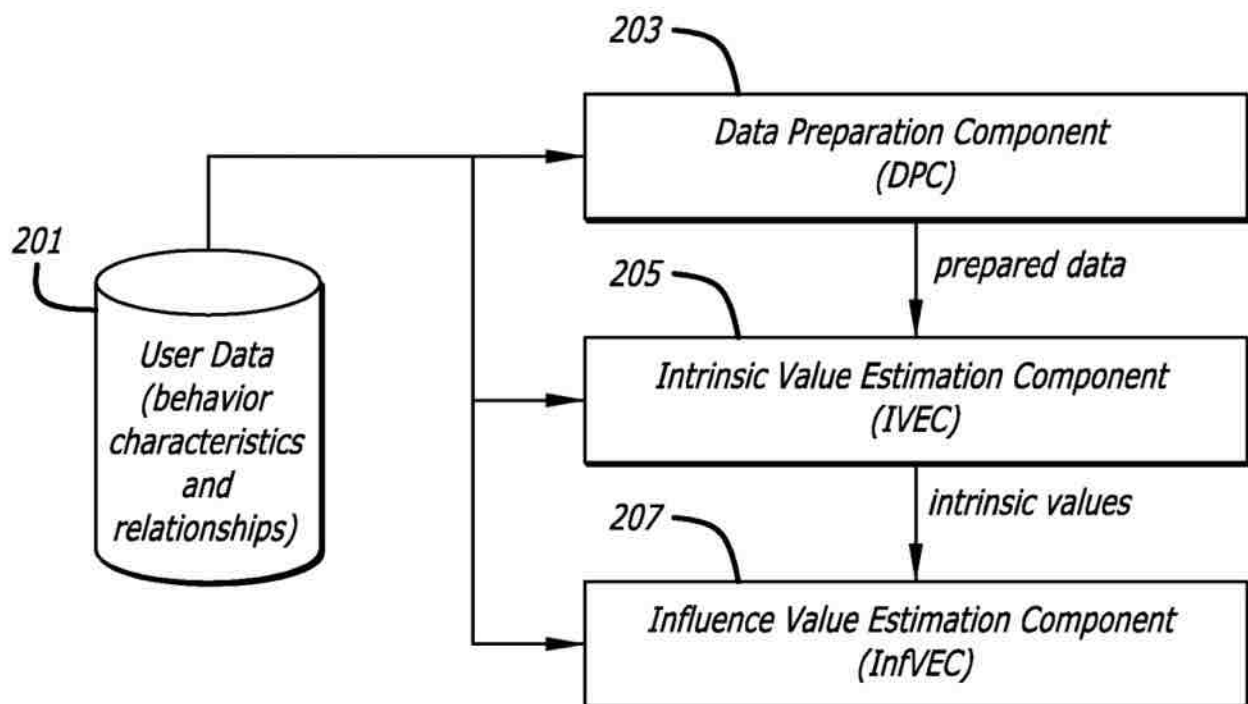 203
Data Preparation Component
(DPC)
201
prepared data
205
User Data
(behavior
characteristics
and
relationships)
Intrinsic Value Estimation Component
(IVEC)
intrinsic values
207
Influence Value Estimation Component
(InfVEC)